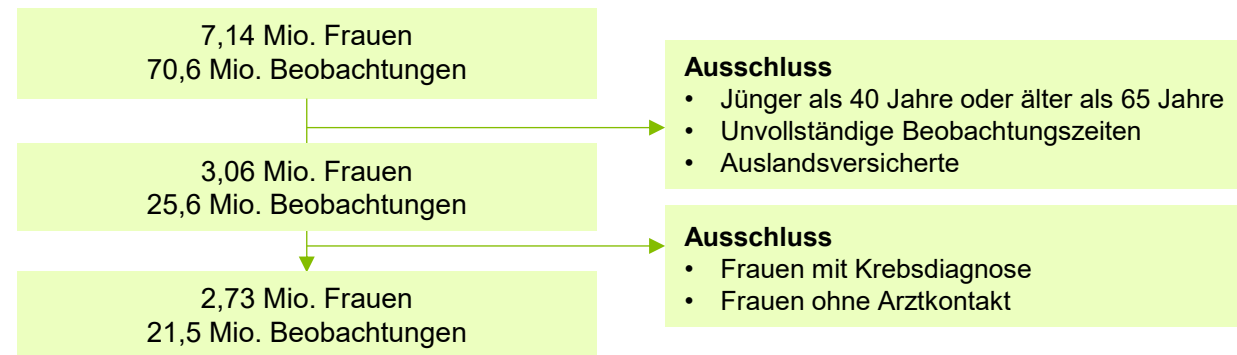 7,14 Mio. Frauen
70,6 Mio. Beobachtungen
Ausschluss
• Jünger als 40 Jahre oder älter als 65 Jahre
• Unvollständige Beobachtungszeiten
• Auslandsversicherte
3,06 Mio. Frauen
25,6 Mio. Beobachtungen
Ausschluss
• Frauen mit Krebsdiagnose
• Frauen ohne Arztkontakt
2,73 Mio. Frauen
21,5 Mio. Beobachtungen